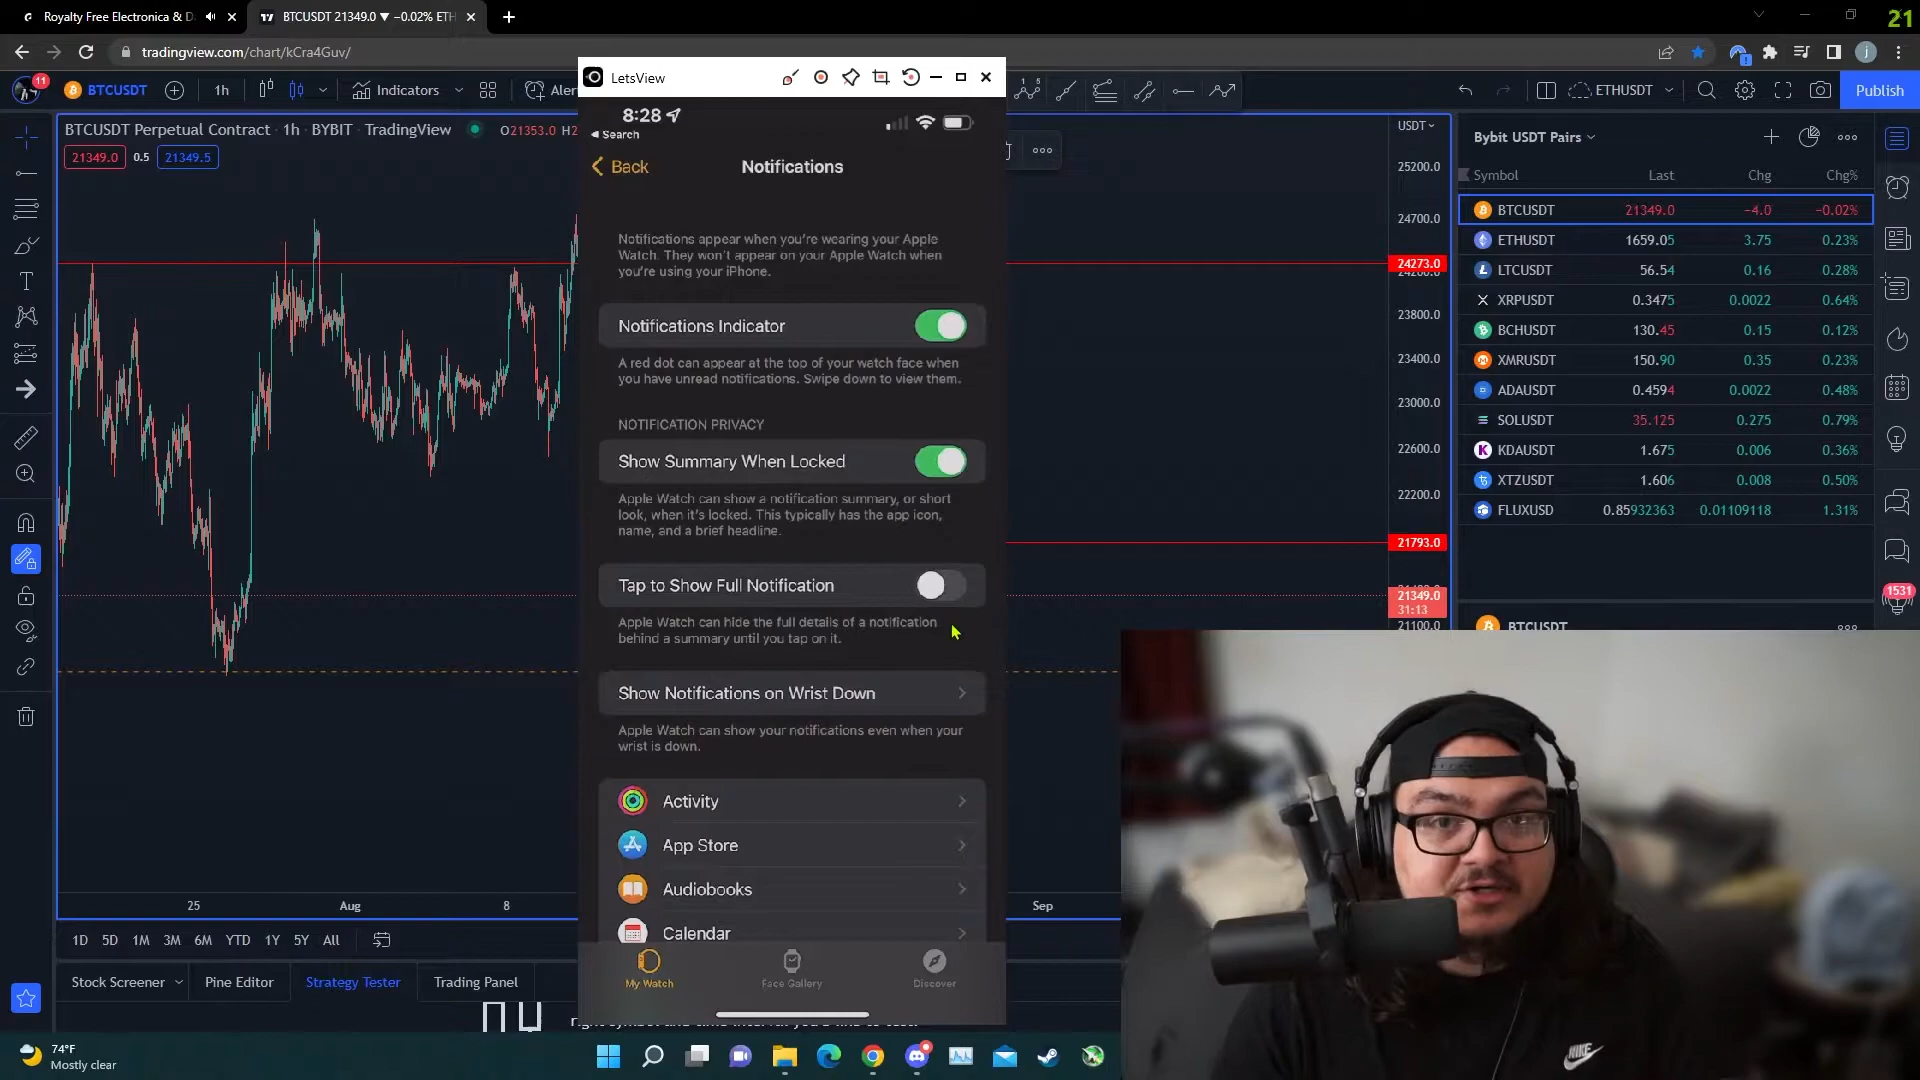 Royalty Free Electronica & D
BTCUSDT 21349.0 ▼ −0.02% ETH
21
tradingview.com/chart/kCra4Guv/
11
BTCUSDT
1h
Indicators
Aler
ETHUSDT
Publish
BTCUSDT Perpetual Contract · 1h · BYBIT · TradingView
O21353.0 H2
21349.0
0.5
21349.5
LetsView
8:28
Search
Back
Notifications
Notifications appear when you're wearing your Apple
Watch. They won't appear on your Apple Watch when
you're using your iPhone.
Notifications Indicator
A red dot can appear at the top of your watch face when
you have unread notifications. Swipe down to view them.
NOTIFICATION PRIVACY
Show Summary When Locked
Apple Watch can show a notification summary, or short
look, when it's locked. This typically has the app icon,
name, and a brief headline.
Tap to Show Full Notification
Apple Watch can hide the full details of a notification
behind a summary until you tap on it.
Show Notifications on Wrist Down
Apple Watch can show your notifications even when your
wrist is down.
Activity
App Store
Audiobooks
Calendar
My Watch
Face Gallery
Discover
USDT
25200.0
24700.0
24273.0
23800.0
23400.0
23000.0
22600.0
22200.0
21793.0
21349.0
31:13
21100.0
Bybit USDT Pairs
Symbol Last Chg Chg%
BTCUSDT 21349.0 −4.0 −0.02%
ETHUSDT 1659.05 3.75 0.23%
LTCUSDT 56.54 0.16 0.28%
XRPUSDT 0.3475 0.0022 0.64%
BCHUSDT 130.45 0.15 0.12%
XMRUSDT 150.90 0.35 0.23%
ADAUSDT 0.4594 0.0022 0.48%
SOLUSDT 35.125 0.275 0.79%
KDAUSDT 1.675 0.006 0.36%
XTZUSDT 1.606 0.008 0.50%
FLUXUSD 0.85932363 0.01109118 1.31%
BTCUSDT
1531
25
Aug
8
Sep
1D 5D 1M 3M 6M YTD 1Y 5Y All
Stock Screener
Pine Editor
Strategy Tester
Trading Panel
74°F
Mostly clear
NIKE